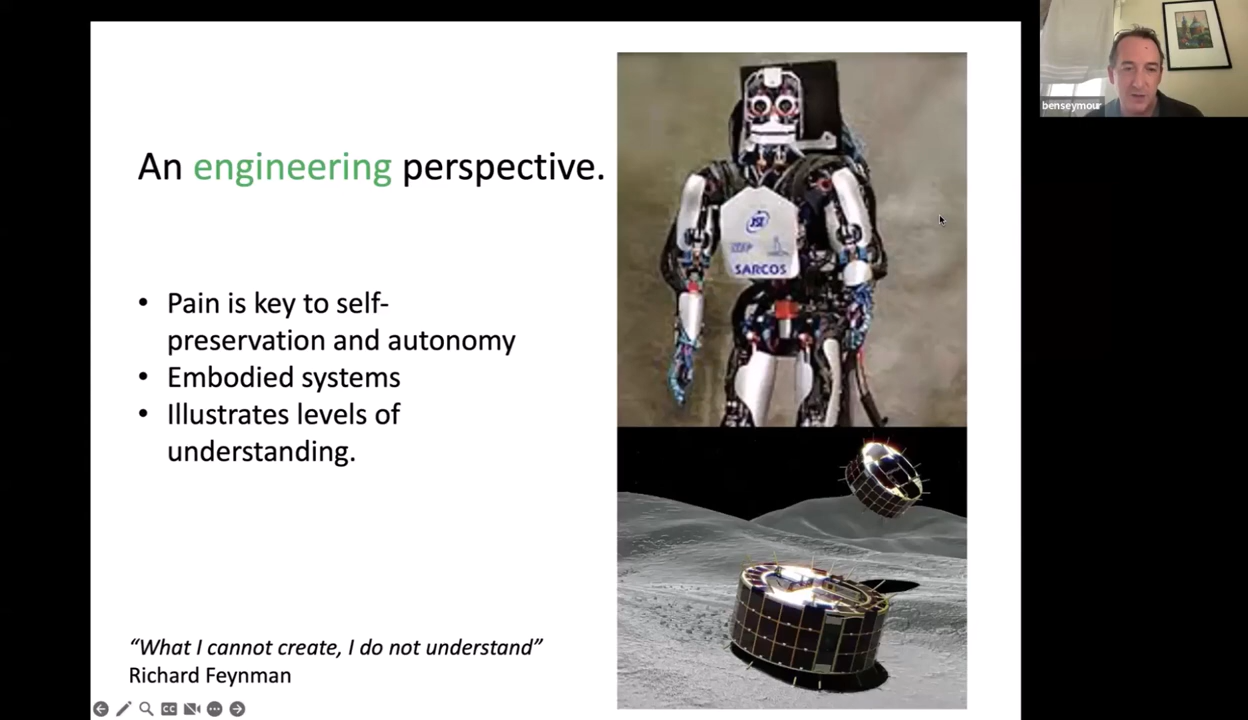 benseymour
An engineering perspective.
• Pain is key to self-
preservation and autonomy
• Embodied systems
• Illustrates levels of
understanding.
SARCOS
“What I cannot create, I do not understand”
Richard Feynman
CC